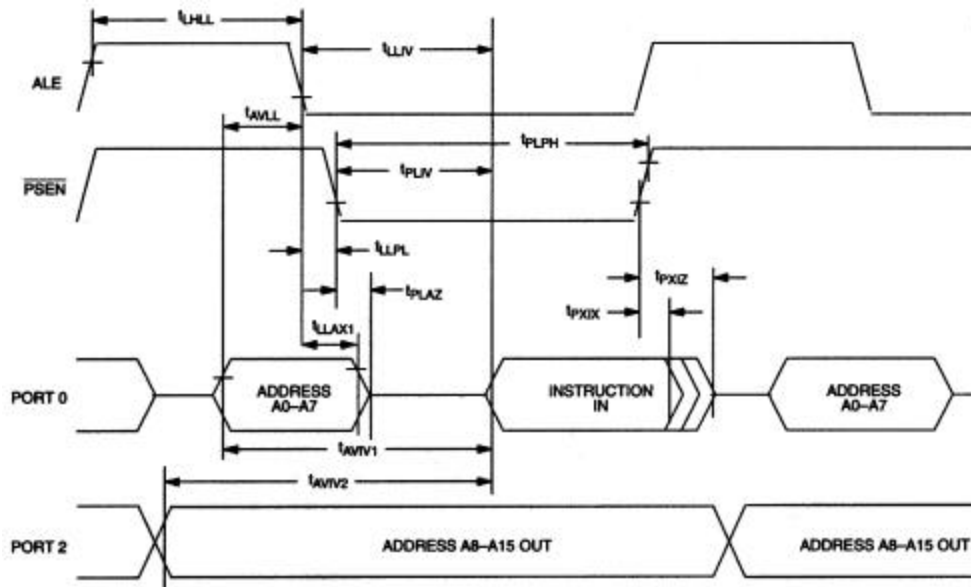 tLHLL
tLLIV
ALE
tAVLL
tPLPH
PSEN
tPLIV
tLLPL
tPXIZ
tPLAZ
tPXIX
tLLAX1
PORT 0
ADDRESS
A0–A7
INSTRUCTION
IN
ADDRESS
A0–A7
tAVIV1
tAVIV2
PORT 2
ADDRESS A8–A15 OUT
ADDRESS A8–A15 OUT